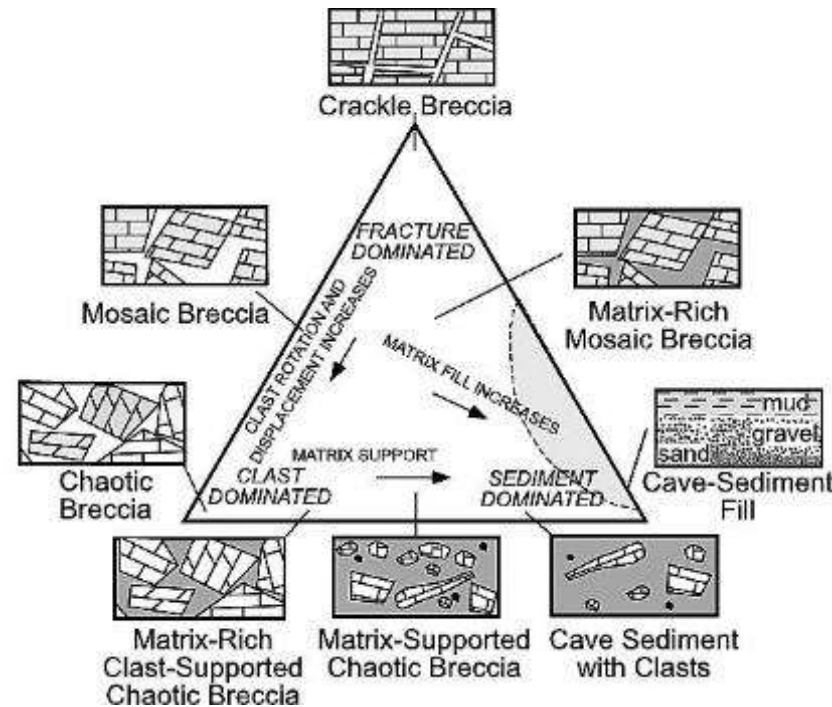 Crackle Breccia
FRACTURE
DOMINATED
Mosaic Breccia
Matrix-Rich
Mosaic Breccia
CLAST ROTATION AND
DISPLACEMENT INCREASES
MATRIX FILL INCREASES
mud
gravel
sand
Chaotic
Breccia
CLAST
DOMINATED
MATRIX SUPPORT
SEDIMENT
DOMINATED
Cave-Sediment
Fill
Matrix-Rich
Clast-Supported
Chaotic Breccia
Matrix-Supported
Chaotic Breccia
Cave Sediment
with Clasts